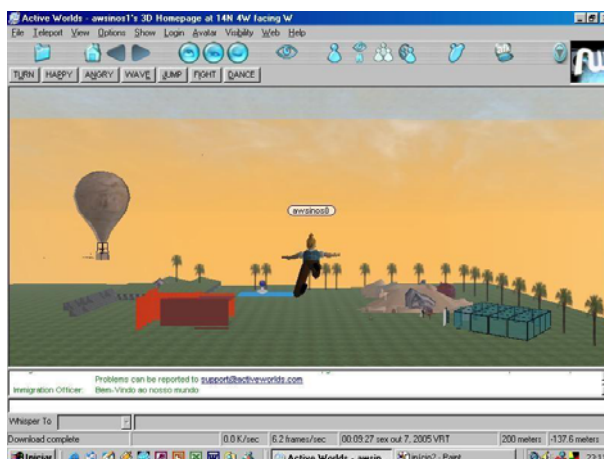 Active Worlds - awsinos1's 3D Homepage at 14N 4W facing W
File Teleport View Options Show Login Avatar Visibility Web Help
TURN HAPPY ANGRY WAVE JUMP FIGHT DANCE
awsinos8
Problems can be reported to support@activeworlds.com
Immigration Officer: Bem-Vindo ao nosso mundo
Whisper To
Download complete 0.0 K/sec 6.2 frames/sec 00:09:27 sex out 7, 2005 VRT 200 meters -137.6 meters
Iniciar Active Worlds - awsin... - Paint